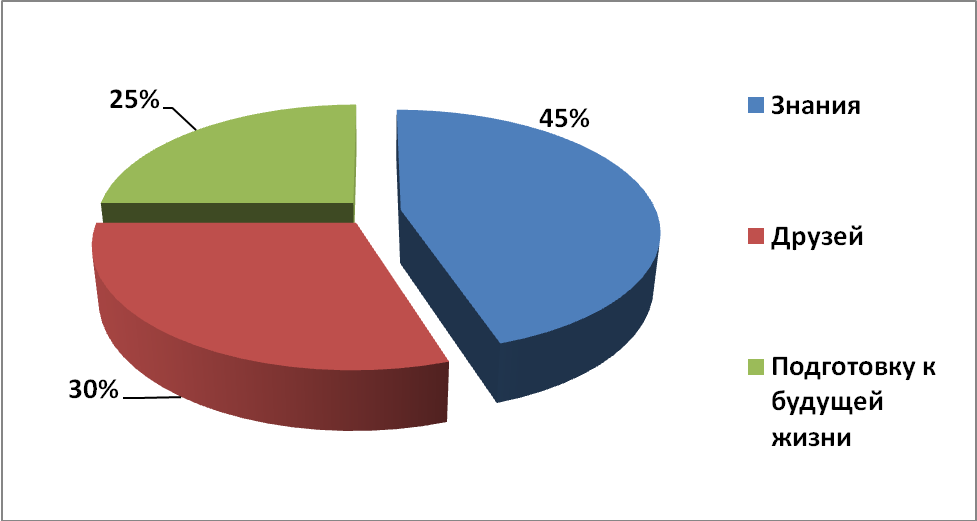 25%
45%
30%
Знания
Друзей
Подготовку к
будущей
жизни